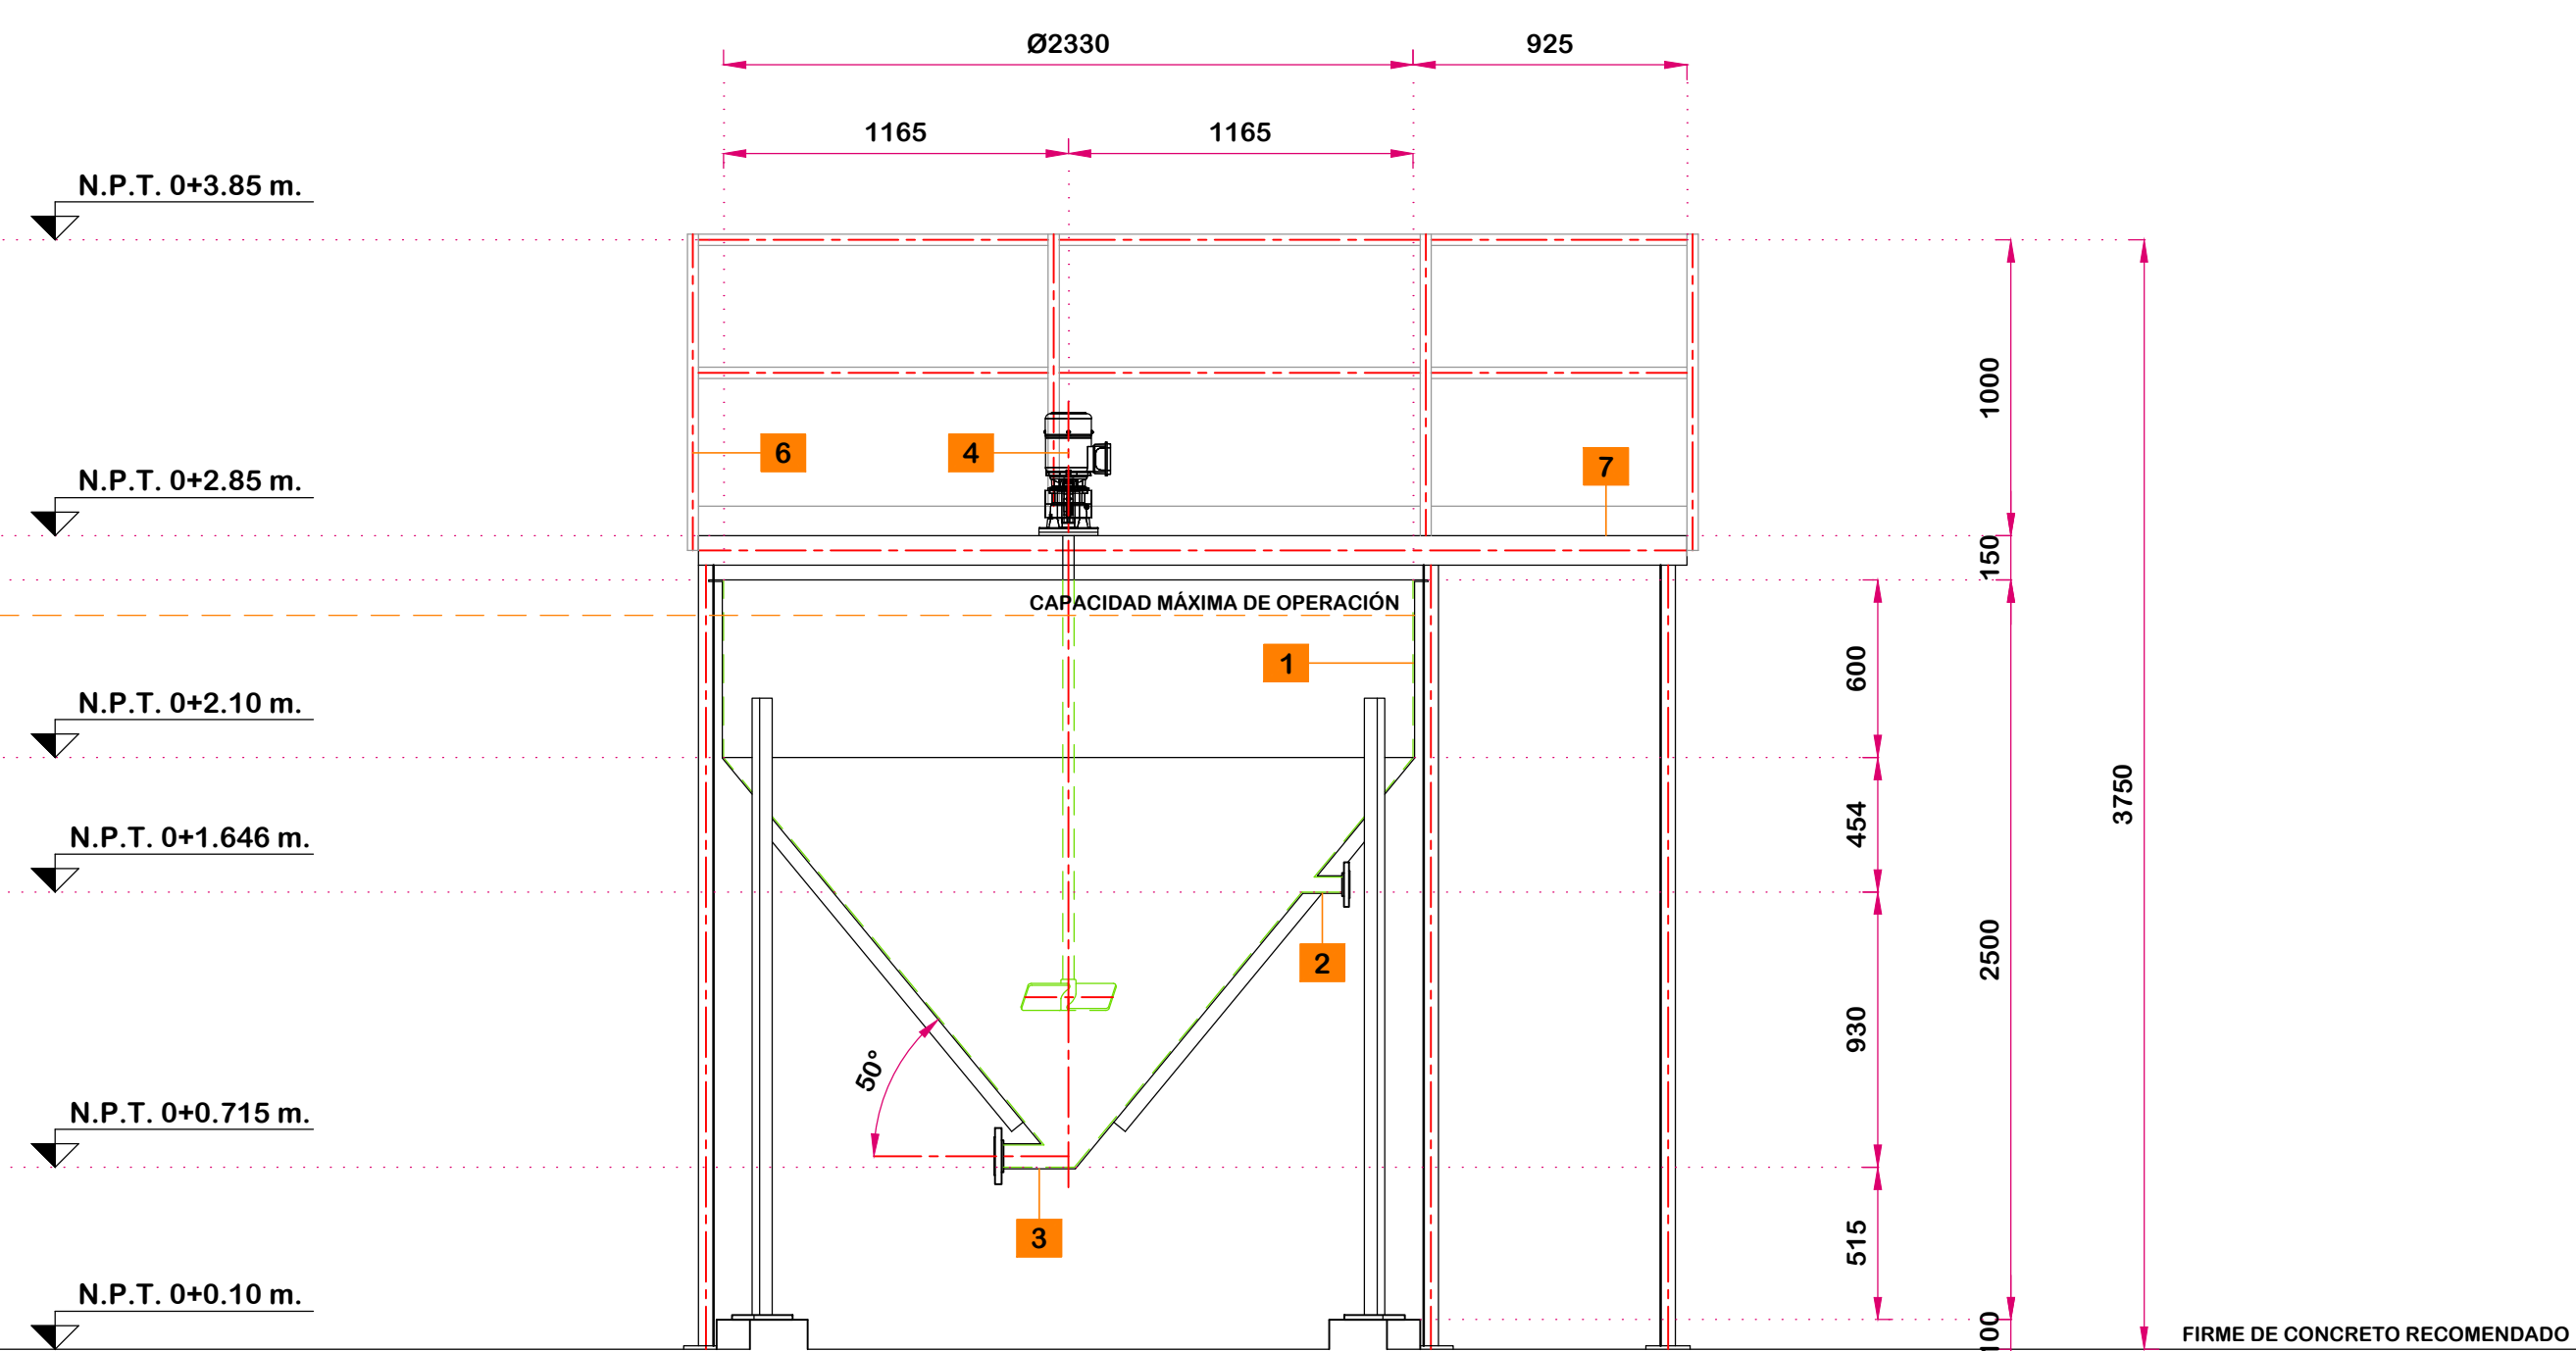 Ø2330
925
1165
1165
N.P.T. 0+3.85 m.
1000
6
4
7
N.P.T. 0+2.85 m.
150
CAPACIDAD MÁXIMA DE OPERACIÓN
1
600
N.P.T. 0+2.10 m.
3750
454
N.P.T. 0+1.646 m.
2500
2
930
50°
N.P.T. 0+0.715 m.
3
515
N.P.T. 0+0.10 m.
100
FIRME DE CONCRETO RECOMENDADO